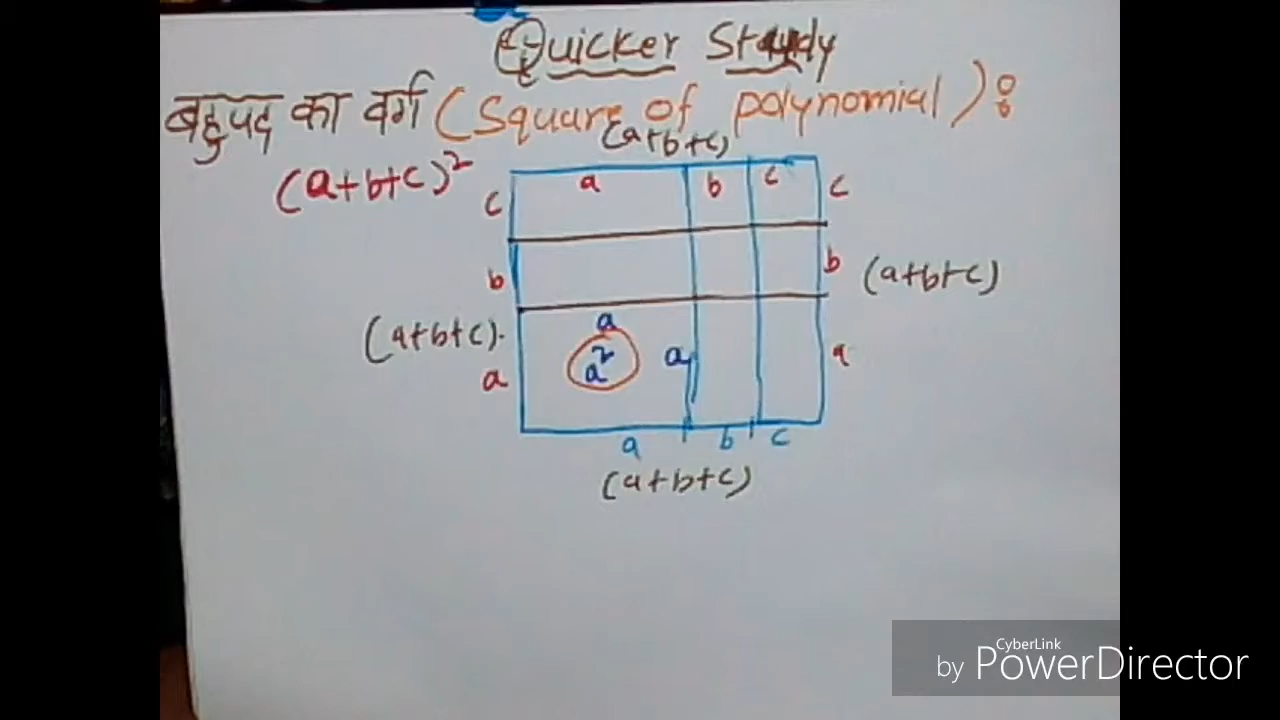 Quicker Study
बहुपद का वर्ग (Square of polynomial):
(a+b+c)
(a+b+c)²
c a b c c
b b (a+b+c)
a
(a+b+c)
a² a a
a
a b c
(a+b+c)
CyberLink
by PowerDirector